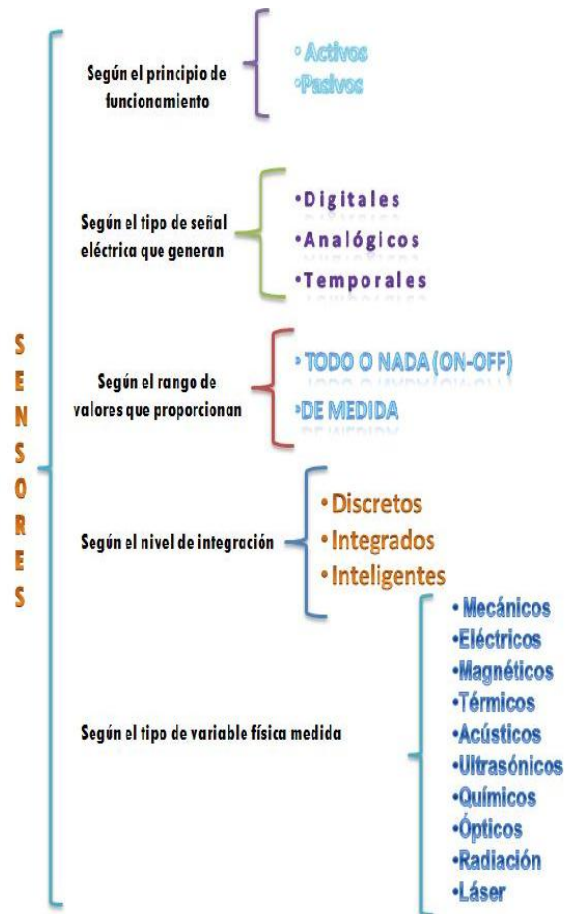 SENSORES
Según el principio de
funcionamiento
• Activos
• Pasivos
Según el tipo de señal
eléctrica que generan
• Digitales
• Analógicos
• Temporales
Según el rango de
valores que proporcionan
• TODO O NADA (ON-OFF)
• DE MEDIDA
Según el nivel de integración
• Discretos
• Integrados
• Inteligentes
Según el tipo de variable física medida
• Mecánicos
• Eléctricos
• Magnéticos
• Térmicos
• Acústicos
• Ultrasónicos
• Químicos
• Ópticos
• Radiación
• Láser